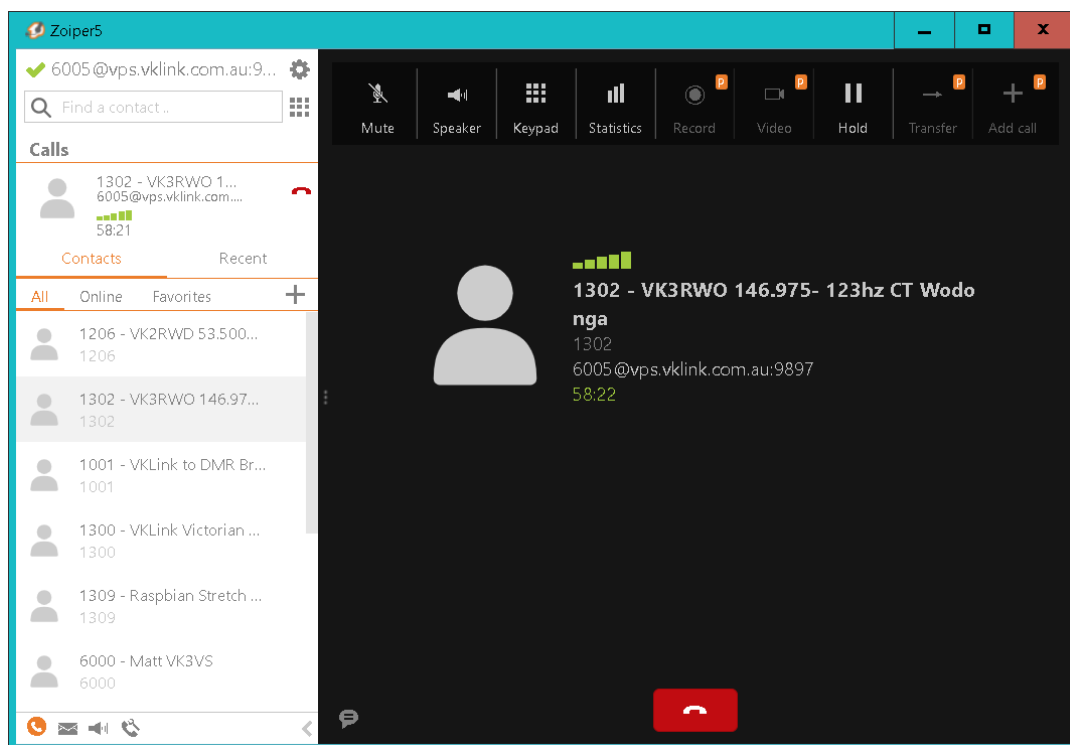 Zoiper5
6005@vps.vklink.com.au:9...
Find a contact ..
Calls
1302 - VK3RWO 1...
6005@vps.vklink.com....
58:21
Contacts Recent
All Online Favorites
1206 - VK2RWD 53.500...
1206
1302 - VK3RWO 146.97...
1302
1001 - VKLink to DMR Br...
1001
1300 - VKLink Victorian ...
1300
1309 - Raspbian Stretch ...
1309
6000 - Matt VK3VS
6000
P P P P
Mute Speaker Keypad Statistics Record Video Hold Transfer Add call
1302 - VK3RWO 146.975- 123hz CT Wodo
nga
1302
6005@vps.vklink.com.au:9897
58:22